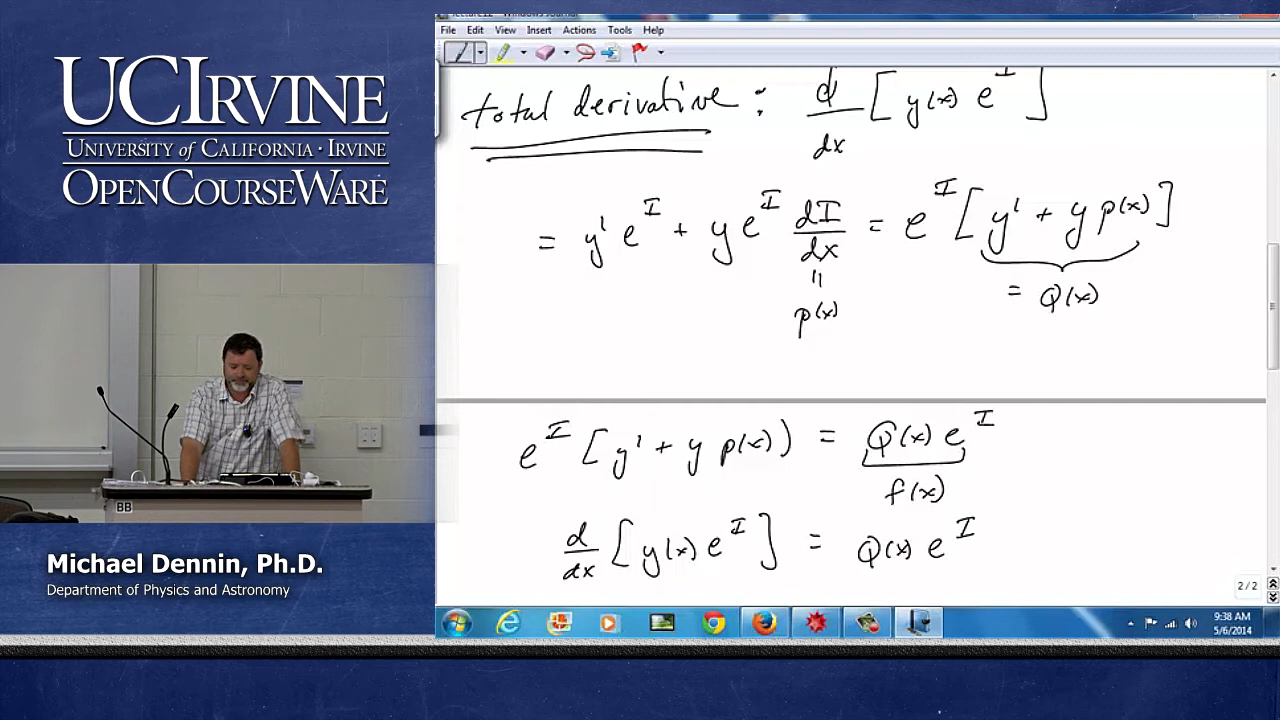 UCIRVINE
UNIVERSITY of CALIFORNIA · IRVINE
OPENCOURSEWARE
BB
Michael Dennin, Ph.D.
Department of Physics and Astronomy
File Edit View Insert Actions Tools Help
total derivative : d/dx [ y(x) e^I ]
= y' e^I + y e^I dI/dx = e^I [ y' + y p(x) ]
= Q(x)
"
p(x)
e^I [ y' + y p(x) ) = Q(x) e^I
f(x)
d/dx [ y(x) e^I ] = Q(x) e^I
2 / 2
9:38 AM
5/6/2014